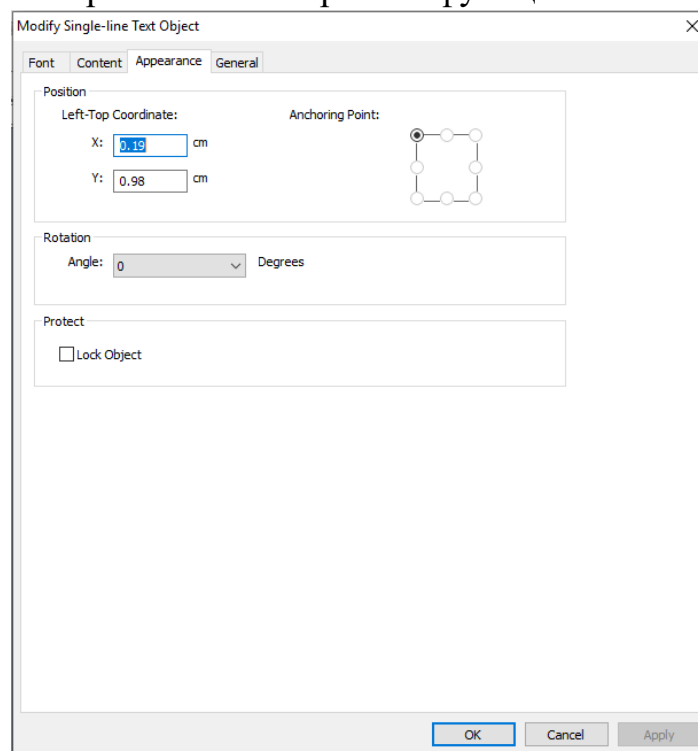 Modify Single-line Text Object
Font Content Appearance General
Position
Left-Top Coordinate: Anchoring Point:
X: 0.19 cm
Y: 0.98 cm
Rotation
Angle: 0 Degrees
Protect
Lock Object
OK Cancel Apply